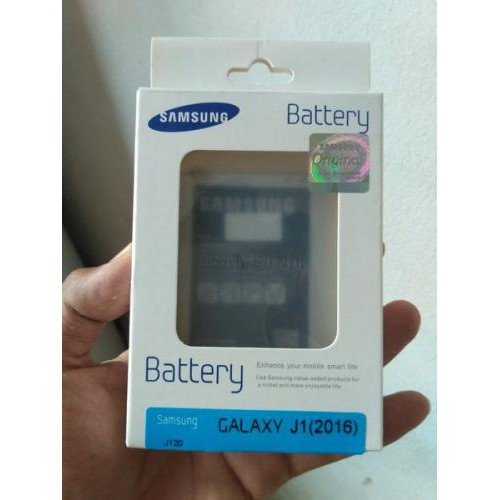 SAMSUNG
Battery
SAMSUNG
Original
SAMSUNG
Battery
Enhance your mobile smart life
Use Samsung value-added products for
a richer and more enjoyable life
Samsung
GALAXY J1(2016)
J120